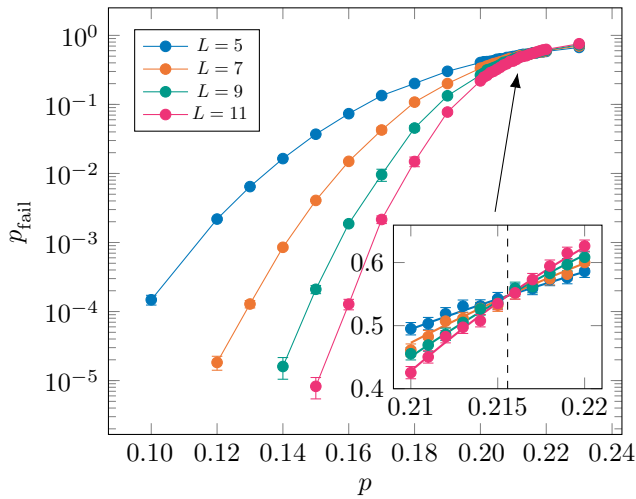 10⁰
10⁻¹
10⁻²
10⁻³
10⁻⁴
10⁻⁵
p_fail
L = 5
L = 7
L = 9
L = 11
0.6
0.5
0.4
0.21 0.215 0.22
0.10 0.12 0.14 0.16 0.18 0.20 0.22 0.24
p